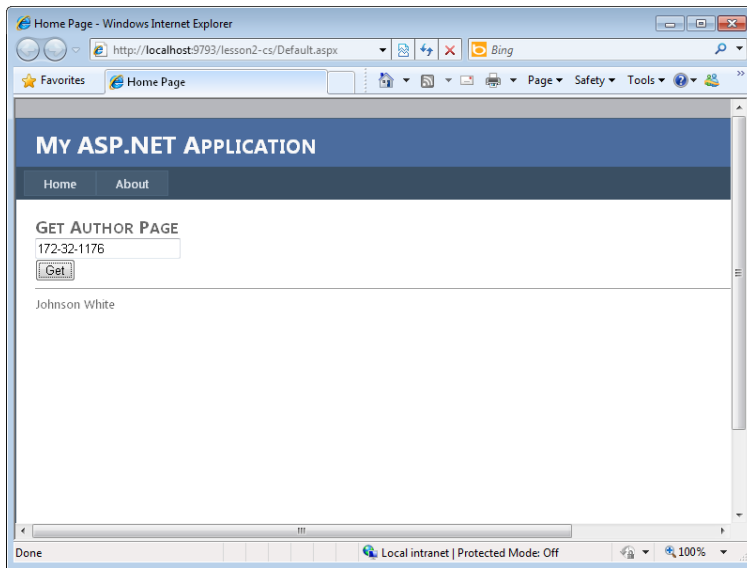 Home Page - Windows Internet Explorer
http://localhost:9793/lesson2-cs/Default.aspx
Bing
Favorites
Home Page
Page
Safety
Tools
»
MY ASP.NET APPLICATION
Home
About
GET AUTHOR PAGE
172-32-1176
Get
Johnson White
Done
Local intranet | Protected Mode: Off
100%